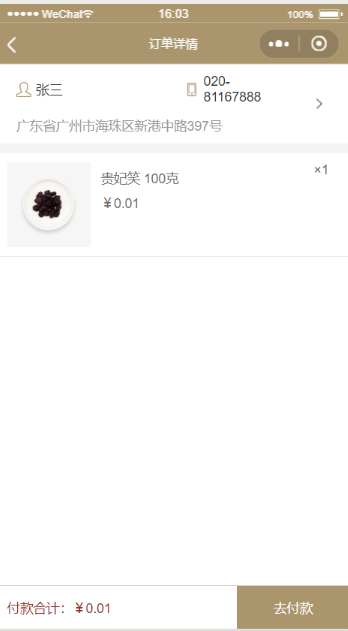 WeChat 16:03 100%
订单详情
张三 020-81167888
广东省广州市海珠区新港中路397号
贵妃笑 100克 ×1
￥0.01
付款合计：￥0.01 去付款